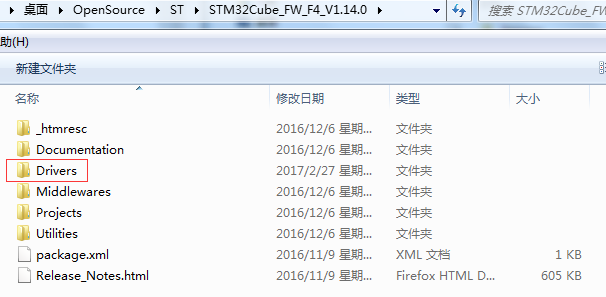 桌面 OpenSource ST STM32Cube_FW_F4_V1.14.0 搜索 STM32Cube_FW
助(H)
新建文件夹
名称 修改日期 类型 大小
_htmresc 2016/12/6 星期... 文件夹
Documentation 2016/12/6 星期... 文件夹
Drivers 2017/2/27 星期... 文件夹
Middlewares 2016/12/6 星期... 文件夹
Projects 2016/12/6 星期... 文件夹
Utilities 2016/12/6 星期... 文件夹
package.xml 2016/11/9 星期... XML 文档 1 KB
Release_Notes.html 2016/11/9 星期... Firefox HTML D... 605 KB